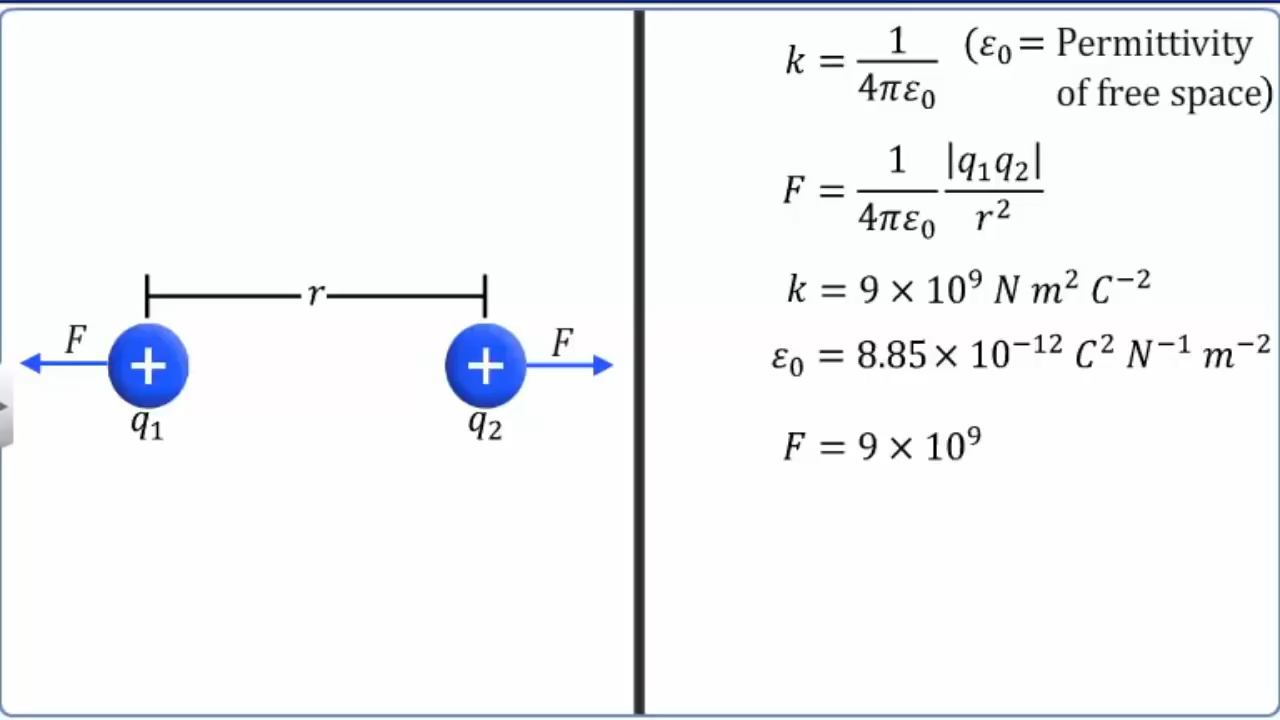 r
F
F
+
+
q₁
q₂
k = 1/4πε₀ (ε₀ = Permittivity
of free space)
F = 1/4πε₀ |q₁q₂|/r²
k = 9 × 10⁹ N m² C⁻²
ε₀ = 8.85 × 10⁻¹² C² N⁻¹ m⁻²
F = 9 × 10⁹